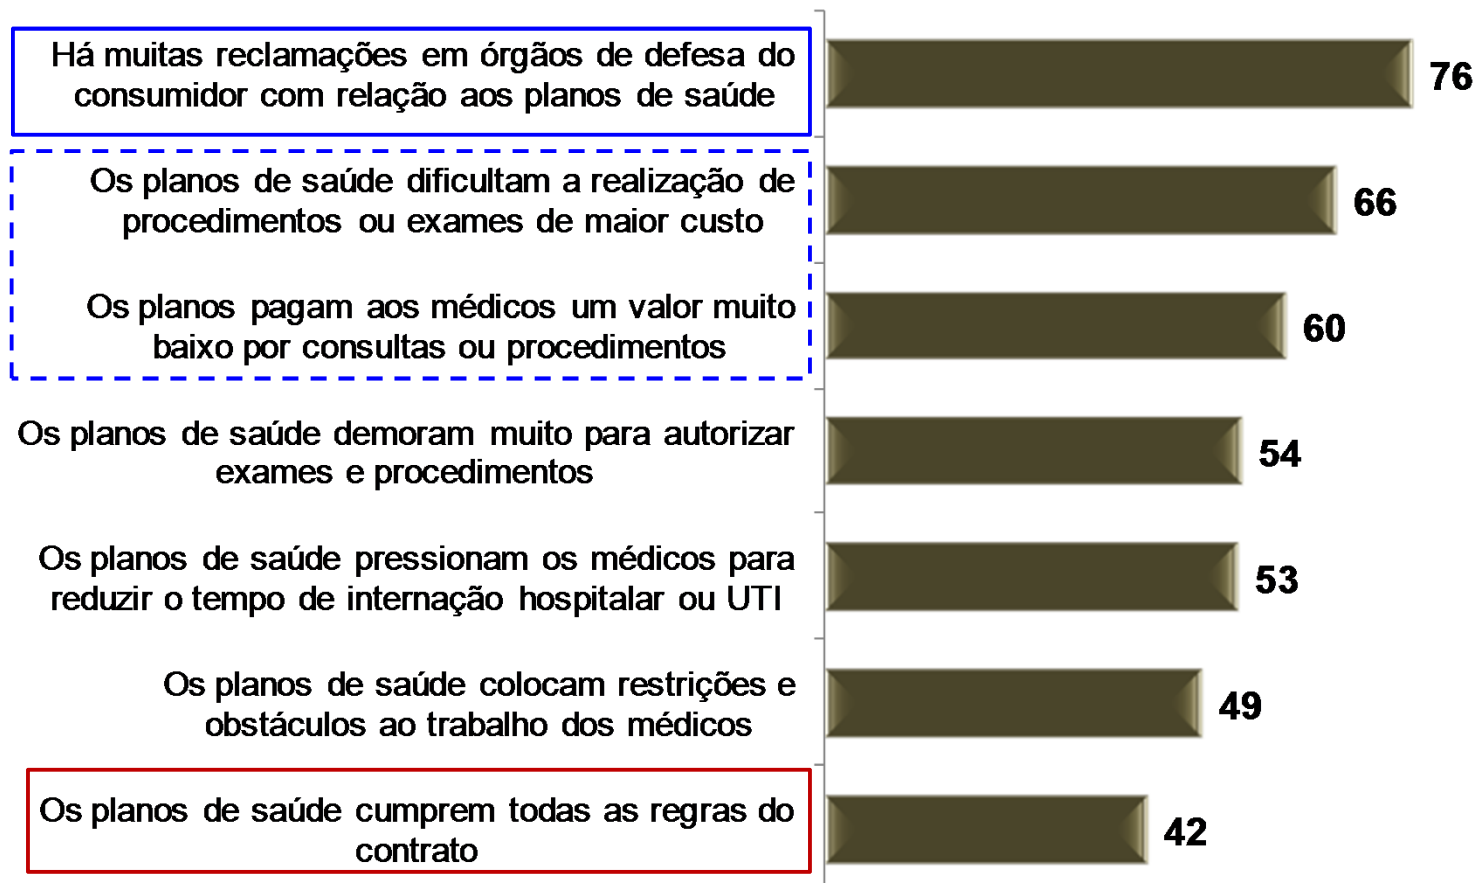 Há muitas reclamações em órgãos de defesa do
consumidor com relação aos planos de saúde
76
Os planos de saúde dificultam a realização de
procedimentos ou exames de maior custo
66
Os planos pagam aos médicos um valor muito
baixo por consultas ou procedimentos
60
Os planos de saúde demoram muito para autorizar
exames e procedimentos
54
Os planos de saúde pressionam os médicos para
reduzir o tempo de internação hospitalar ou UTI
53
Os planos de saúde colocam restrições e
obstáculos ao trabalho dos médicos
49
Os planos de saúde cumprem todas as regras do
contrato
42